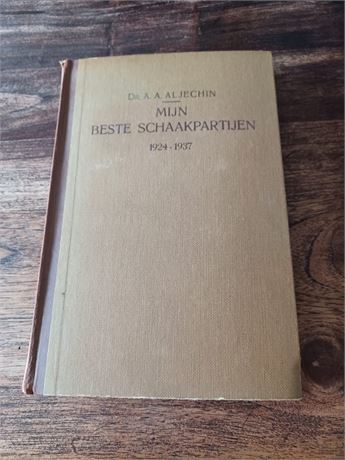 DR. A. A. ALJECHIN
MIJN
BESTE SCHAAKPARTIJEN
1924-1937